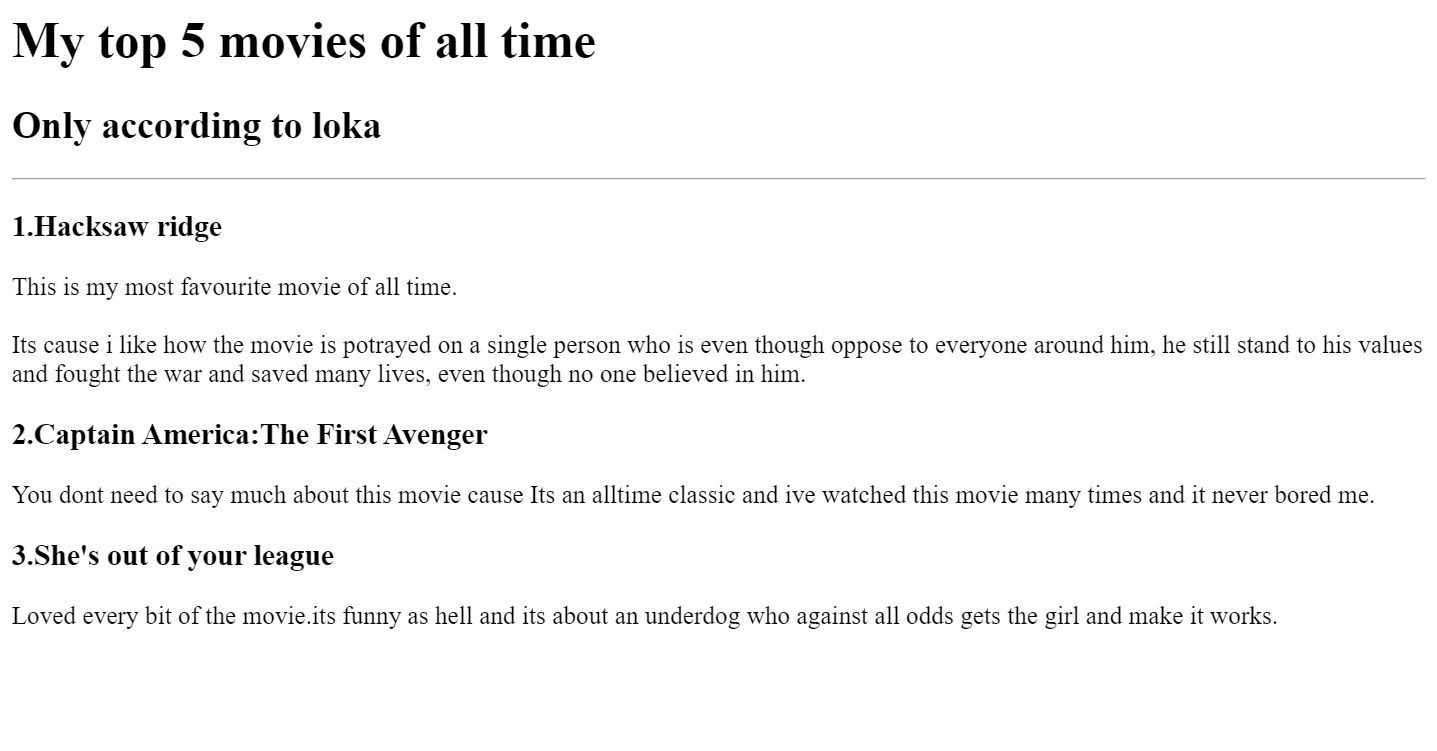 My top 5 movies of all time
Only according to loka
1.Hacksaw ridge
This is my most favourite movie of all time.
Its cause i like how the movie is potrayed on a single person who is even though oppose to everyone around him, he still stand to his values
and fought the war and saved many lives, even though no one believed in him.
2.Captain America:The First Avenger
You dont need to say much about this movie cause Its an alltime classic and ive watched this movie many times and it never bored me.
3.She's out of your league
Loved every bit of the movie.its funny as hell and its about an underdog who against all odds gets the girl and make it works.